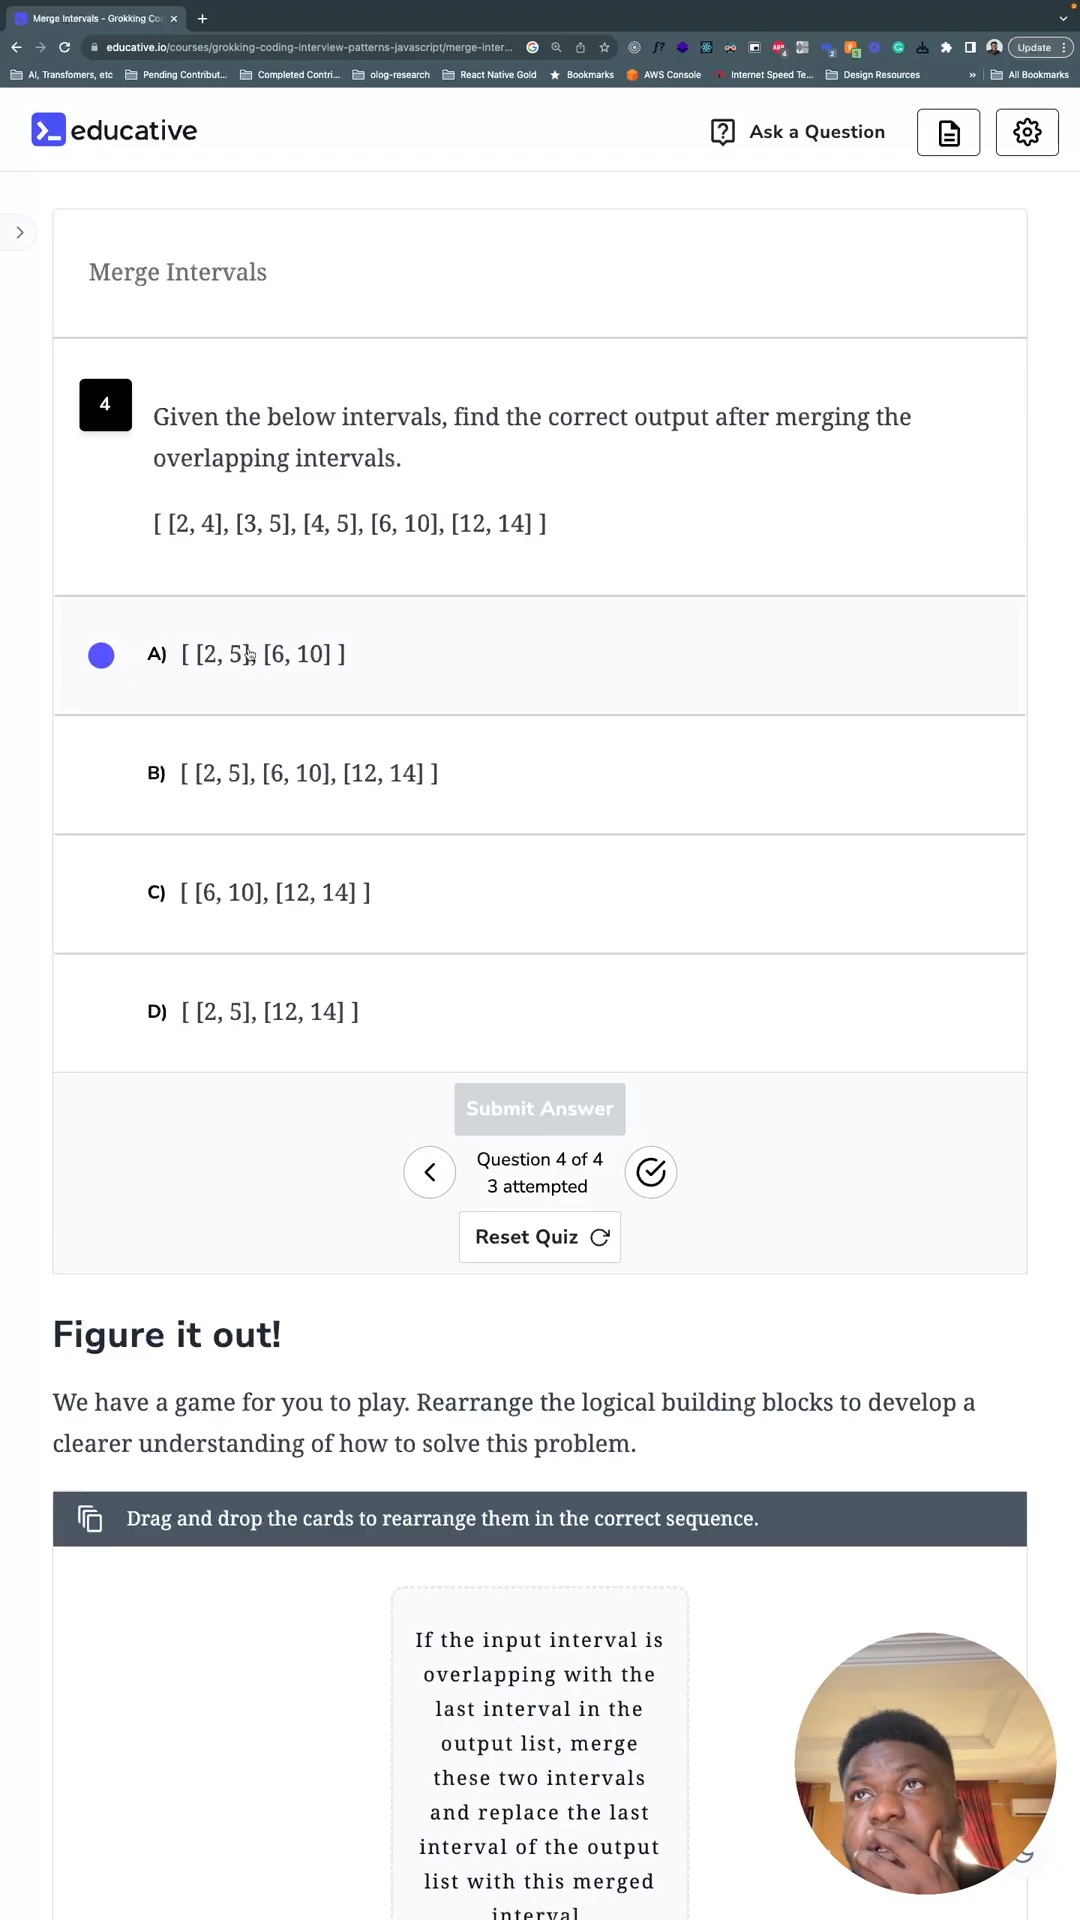 Merge Intervals - Grokking Co
educative.io/courses/grokking-coding-interview-patterns-javascript/merge-inter...
Update
AI, Transfomers, etc
Pending Contribut...
Completed Contri...
olog-research
React Native Gold
Bookmarks
AWS Console
Internet Speed Te...
Design Resources
»
All Bookmarks
educative
Ask a Question
Merge Intervals
4
Given the below intervals, find the correct output after merging the
overlapping intervals.
[ [2, 4], [3, 5], [4, 5], [6, 10], [12, 14] ]
A) [ [2, 5], [6, 10] ]
B) [ [2, 5], [6, 10], [12, 14] ]
C) [ [6, 10], [12, 14] ]
D) [ [2, 5], [12, 14] ]
Submit Answer
Question 4 of 4
3 attempted
Reset Quiz
Figure it out!
We have a game for you to play. Rearrange the logical building blocks to develop a
clearer understanding of how to solve this problem.
Drag and drop the cards to rearrange them in the correct sequence.
If the input interval is
overlapping with the
last interval in the
output list, merge
these two intervals
and replace the last
interval of the output
list with this merged
interval